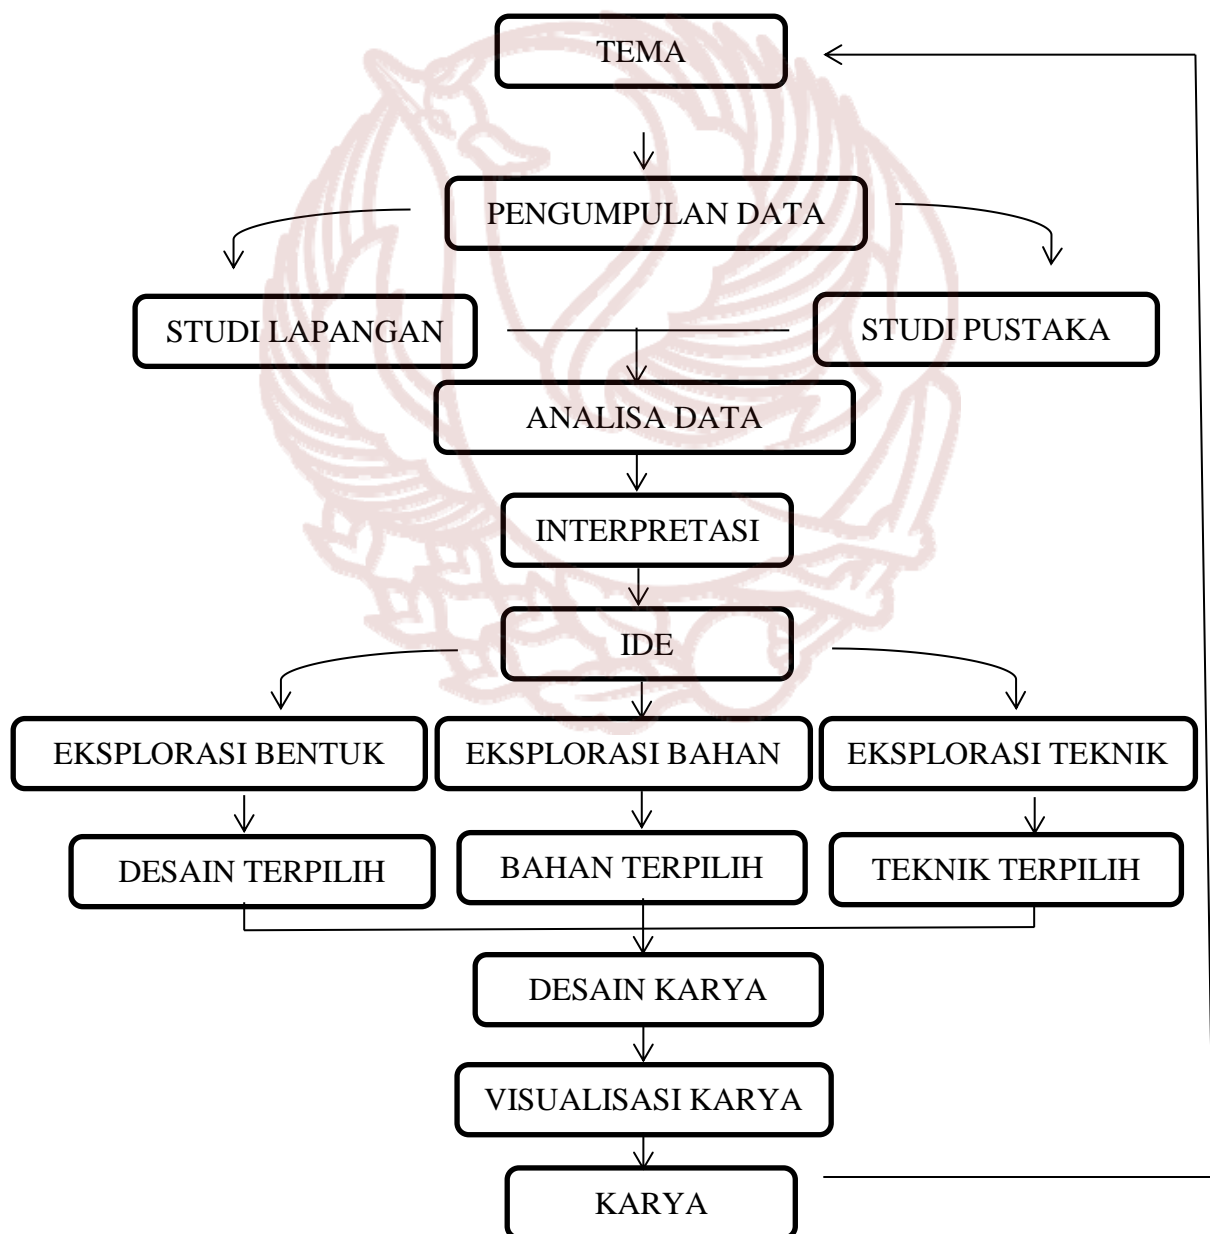 TEMA
PENGUMPULAN DATA
STUDI LAPANGAN
STUDI PUSTAKA
ANALISA DATA
INTERPRETASI
IDE
EKSPLORASI BENTUK
EKSPLORASI BAHAN
EKSPLORASI TEKNIK
DESAIN TERPILIH
BAHAN TERPILIH
TEKNIK TERPILIH
DESAIN KARYA
VISUALISASI KARYA
KARYA